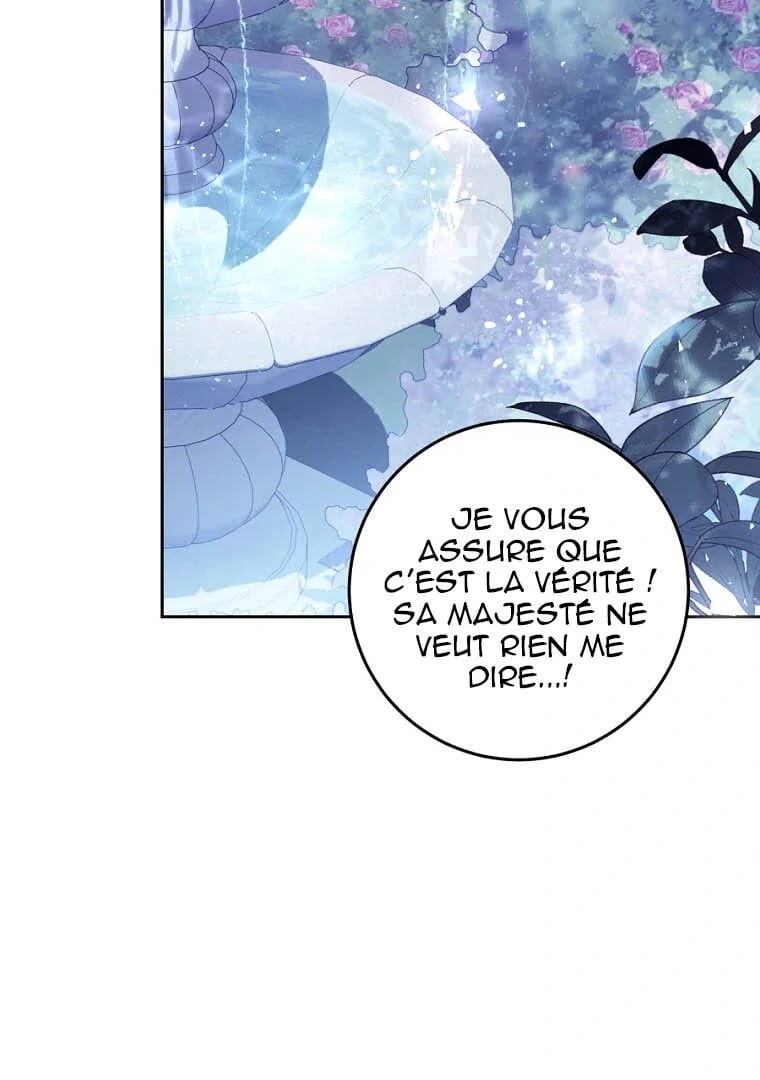 JE VOUS
ASSURE QUE
C'EST LA VÉRITÉ !
SA MAJESTÉ NE
VEUT RIEN ME
DIRE...!